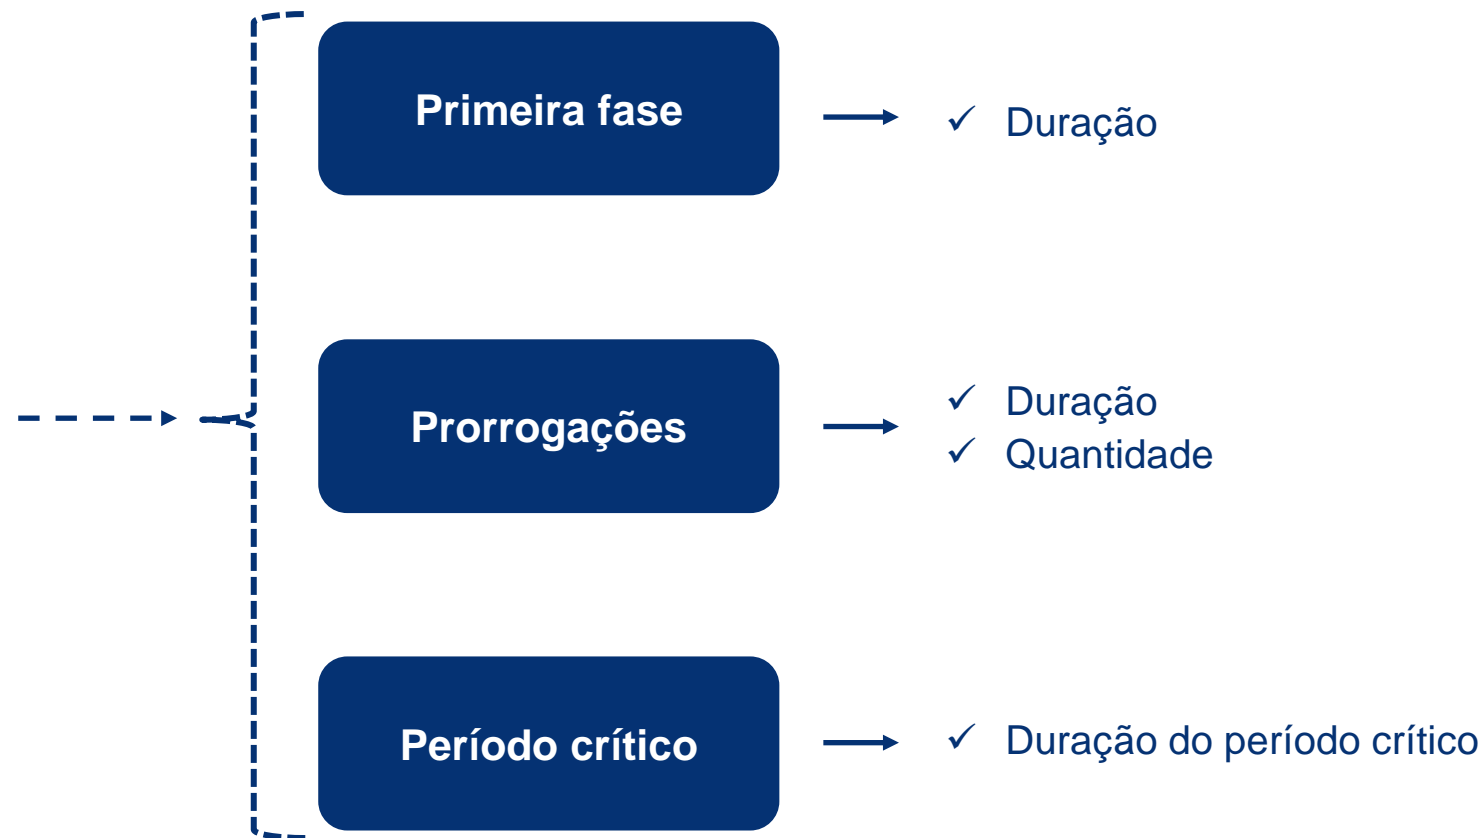 Primeira fase
✓ Duração
Prorrogações
✓ Duração
✓ Quantidade
Período crítico
✓ Duração do período crítico